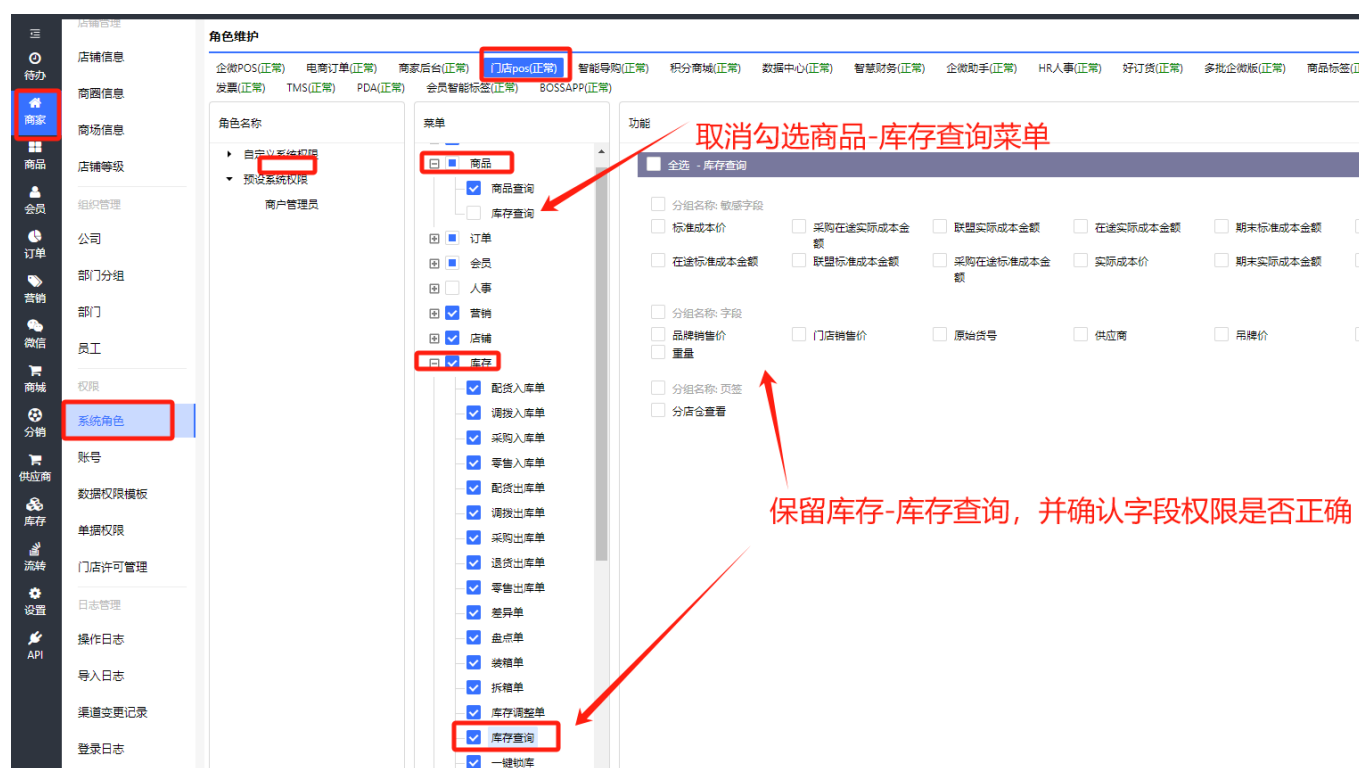 店铺管理
角色维护
待办
商家
商品
会员
订单
营销
微信
商城
分销
供应商
库存
流转
设置
API
店铺信息
商圈信息
商场信息
店铺等级
组织管理
公司
部门分组
部门
员工
权限
系统角色
账号
数据权限模板
单据权限
门店许可管理
日志管理
操作日志
导入日志
渠道变更记录
登录日志
企微POS(正常) 电商订单(正常) 商家后台(正常) 门店pos(正常) 智能导购(正常) 积分商城(正常) 数据中心(正常) 智慧财务(正常) 企微助手(正常) HR人事(正常) 好订货(正常) 多批企微版(正常) 商品标签(正
发票(正常) TMS(正常) PDA(正常) 会员智能标签(正常) BOSSAPP(正常)
角色名称
自定义系统权限
预设系统权限
商户管理员
菜单
商品
商品查询
库存查询
订单
会员
人事
营销
店铺
库存
配货入库单
调拨入库单
采购入库单
零售入库单
配货出库单
调拨出库单
采购出库单
退货出库单
零售出库单
差异单
盘点单
装箱单
拆箱单
库存调整单
库存查询
一键锁库
功能
取消勾选商品-库存查询菜单
全选 - 库存查询
分组名称: 敏感字段
标准成本价 采购在途实际成本金额 联盟实际成本金额 在途实际成本金额 期末标准成本金额
在途标准成本金额 联盟标准成本金额 采购在途标准成本金额 实际成本价 期末实际成本金额
分组名称: 字段
品牌销售价 门店销售价 原始货号 供应商 吊牌价
重量
分组名称: 页签
分店仓查看
保留库存-库存查询，并确认字段权限是否正确